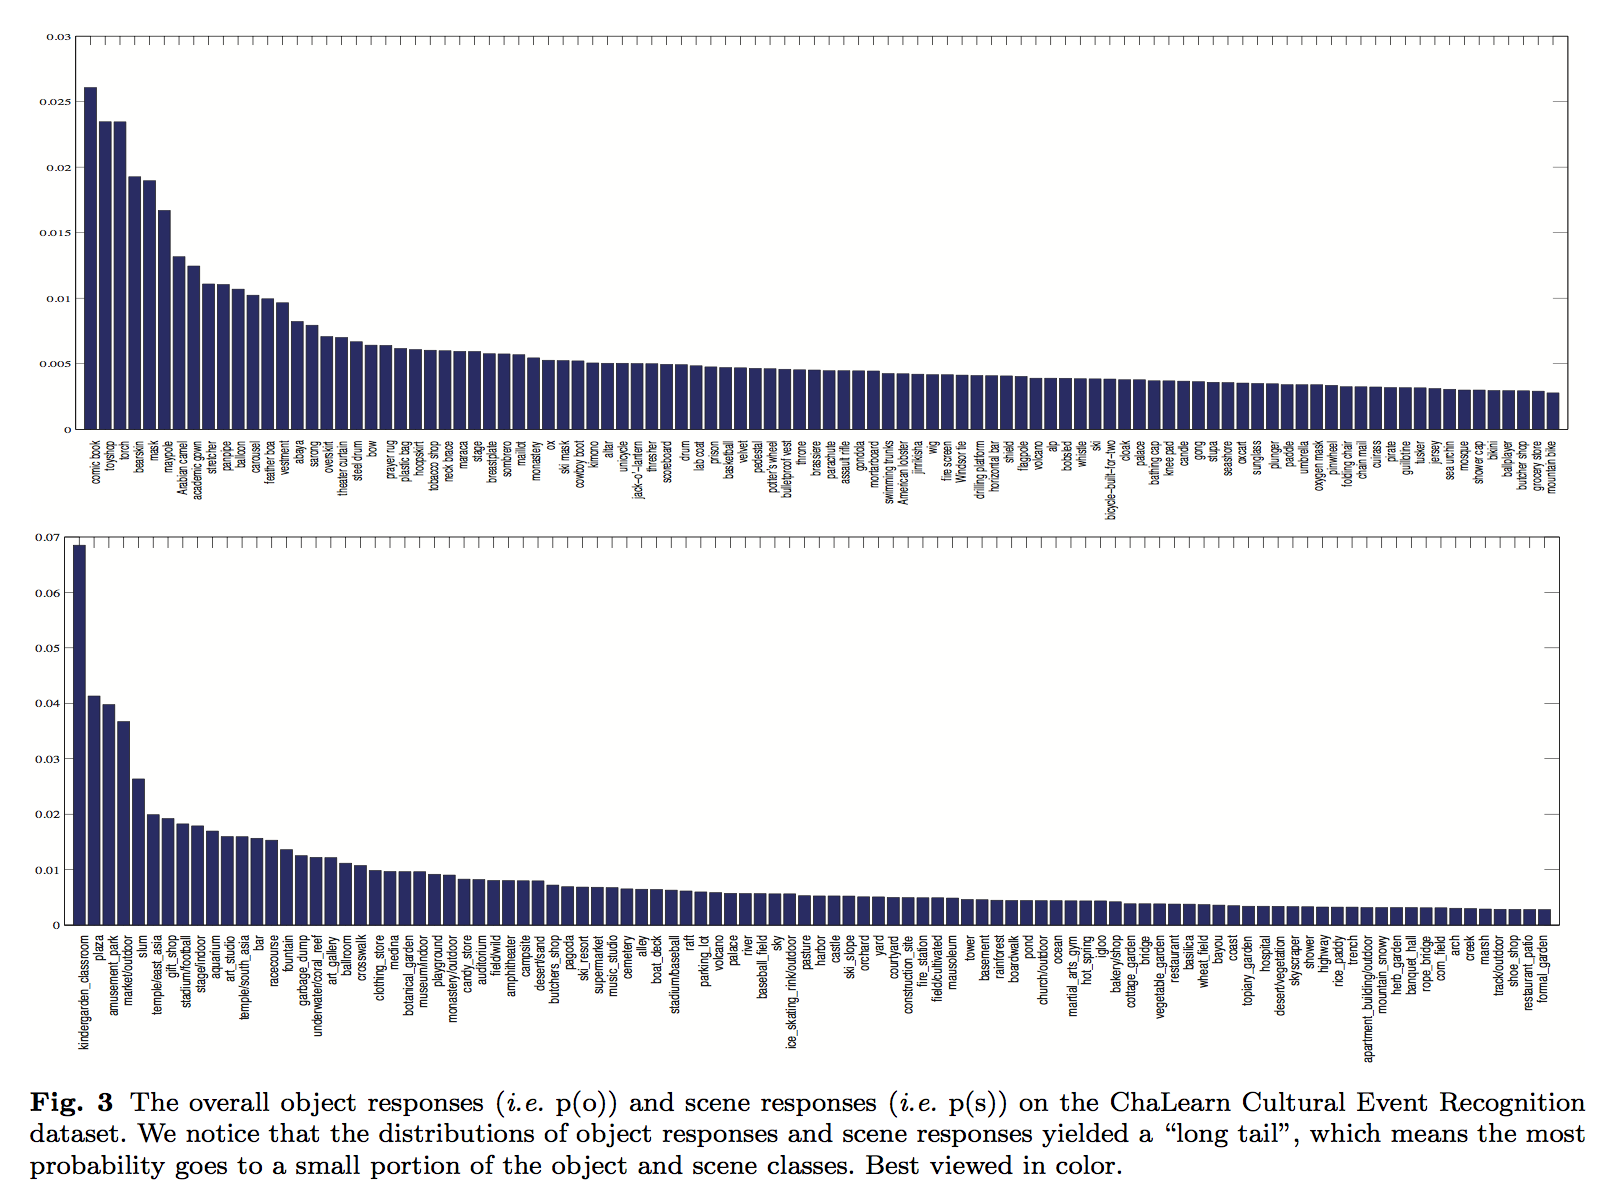 0.03
0.025
0.02
0.015
0.01
0.005
0
comic book
toyshop
torch
bearskin
mask
maypole
Arabian camel
academic gown
stretcher
panpipe
balloon
carousel
feather boa
vestment
abaya
sarong
overskirt
theater curtain
steel drum
bow
prayer rug
plastic bag
hoopskirt
tobacco shop
neck brace
maraca
stage
breastplate
sombrero
maillot
monastery
ox
ski mask
cowboy boot
kimono
altar
unicycle
jack-o'-lantern
thresher
scoreboard
drum
lab coat
prison
basketball
velvet
pedestal
potter's wheel
bulletproof vest
throne
brassiere
parachute
assault rifle
gondola
mortarboard
swimming trunks
American lobster
jinrikisha
wig
fire screen
Windsor tie
drilling platform
horizontal bar
shield
flagpole
volcano
alp
bobsled
whistle
ski
bicycle-built-for-two
cloak
palace
bathing cap
knee pad
candle
gong
stupa
seashore
oxcart
sunglass
plunger
paddle
umbrella
oxygen mask
pinwheel
folding chair
chain mail
cuirass
pirate
guillotine
tusker
jersey
sea urchin
mosque
shower cap
bikini
ballplayer
butcher shop
grocery store
mountain bike
0.07
0.06
0.05
0.04
0.03
0.02
0.01
0
kindergarden_classroom
plaza
amusement_park
market/outdoor
slum
temple/east_asia
gift_shop
stadium/football
stage/indoor
aquarium
art_studio
temple/south_asia
bar
racecourse
fountain
garbage_dump
underwater/coral_reef
art_gallery
ballroom
crosswalk
clothing_store
medina
botanical_garden
museum/indoor
playground
monastery/outdoor
candy_store
auditorium
field/wild
amphitheater
campsite
desert/sand
butchers_shop
pagoda
ski_resort
supermarket
music_studio
cemetery
alley
boat_deck
stadium/baseball
raft
parking_lot
volcano
palace
river
baseball_field
sky
ice_skating_rink/outdoor
pasture
harbor
castle
ski_slope
orchard
yard
courtyard
construction_site
fire_station
field/cultivated
mausoleum
tower
basement
rainforest
boardwalk
pond
church/outdoor
ocean
martial_arts_gym
hot_spring
igloo
bakery/shop
cottage_garden
bridge
vegetable_garden
restaurant
basilica
wheat_field
bayou
coast
topiary_garden
hospital
desert/vegetation
skyscraper
shower
highway
rice_paddy
trench
apartment_building/outdoor
mountain_snowy
herb_garden
banquet_hall
rope_bridge
corn_field
arch
creek
marsh
track/outdoor
shoe_shop
restaurant_patio
formal_garden
Fig. 3 The overall object responses (i.e. p(o)) and scene responses (i.e. p(s)) on the ChaLearn Cultural Event Recognition
dataset. We notice that the distributions of object responses and scene responses yielded a “long tail”, which means the most
probability goes to a small portion of the object and scene classes. Best viewed in color.